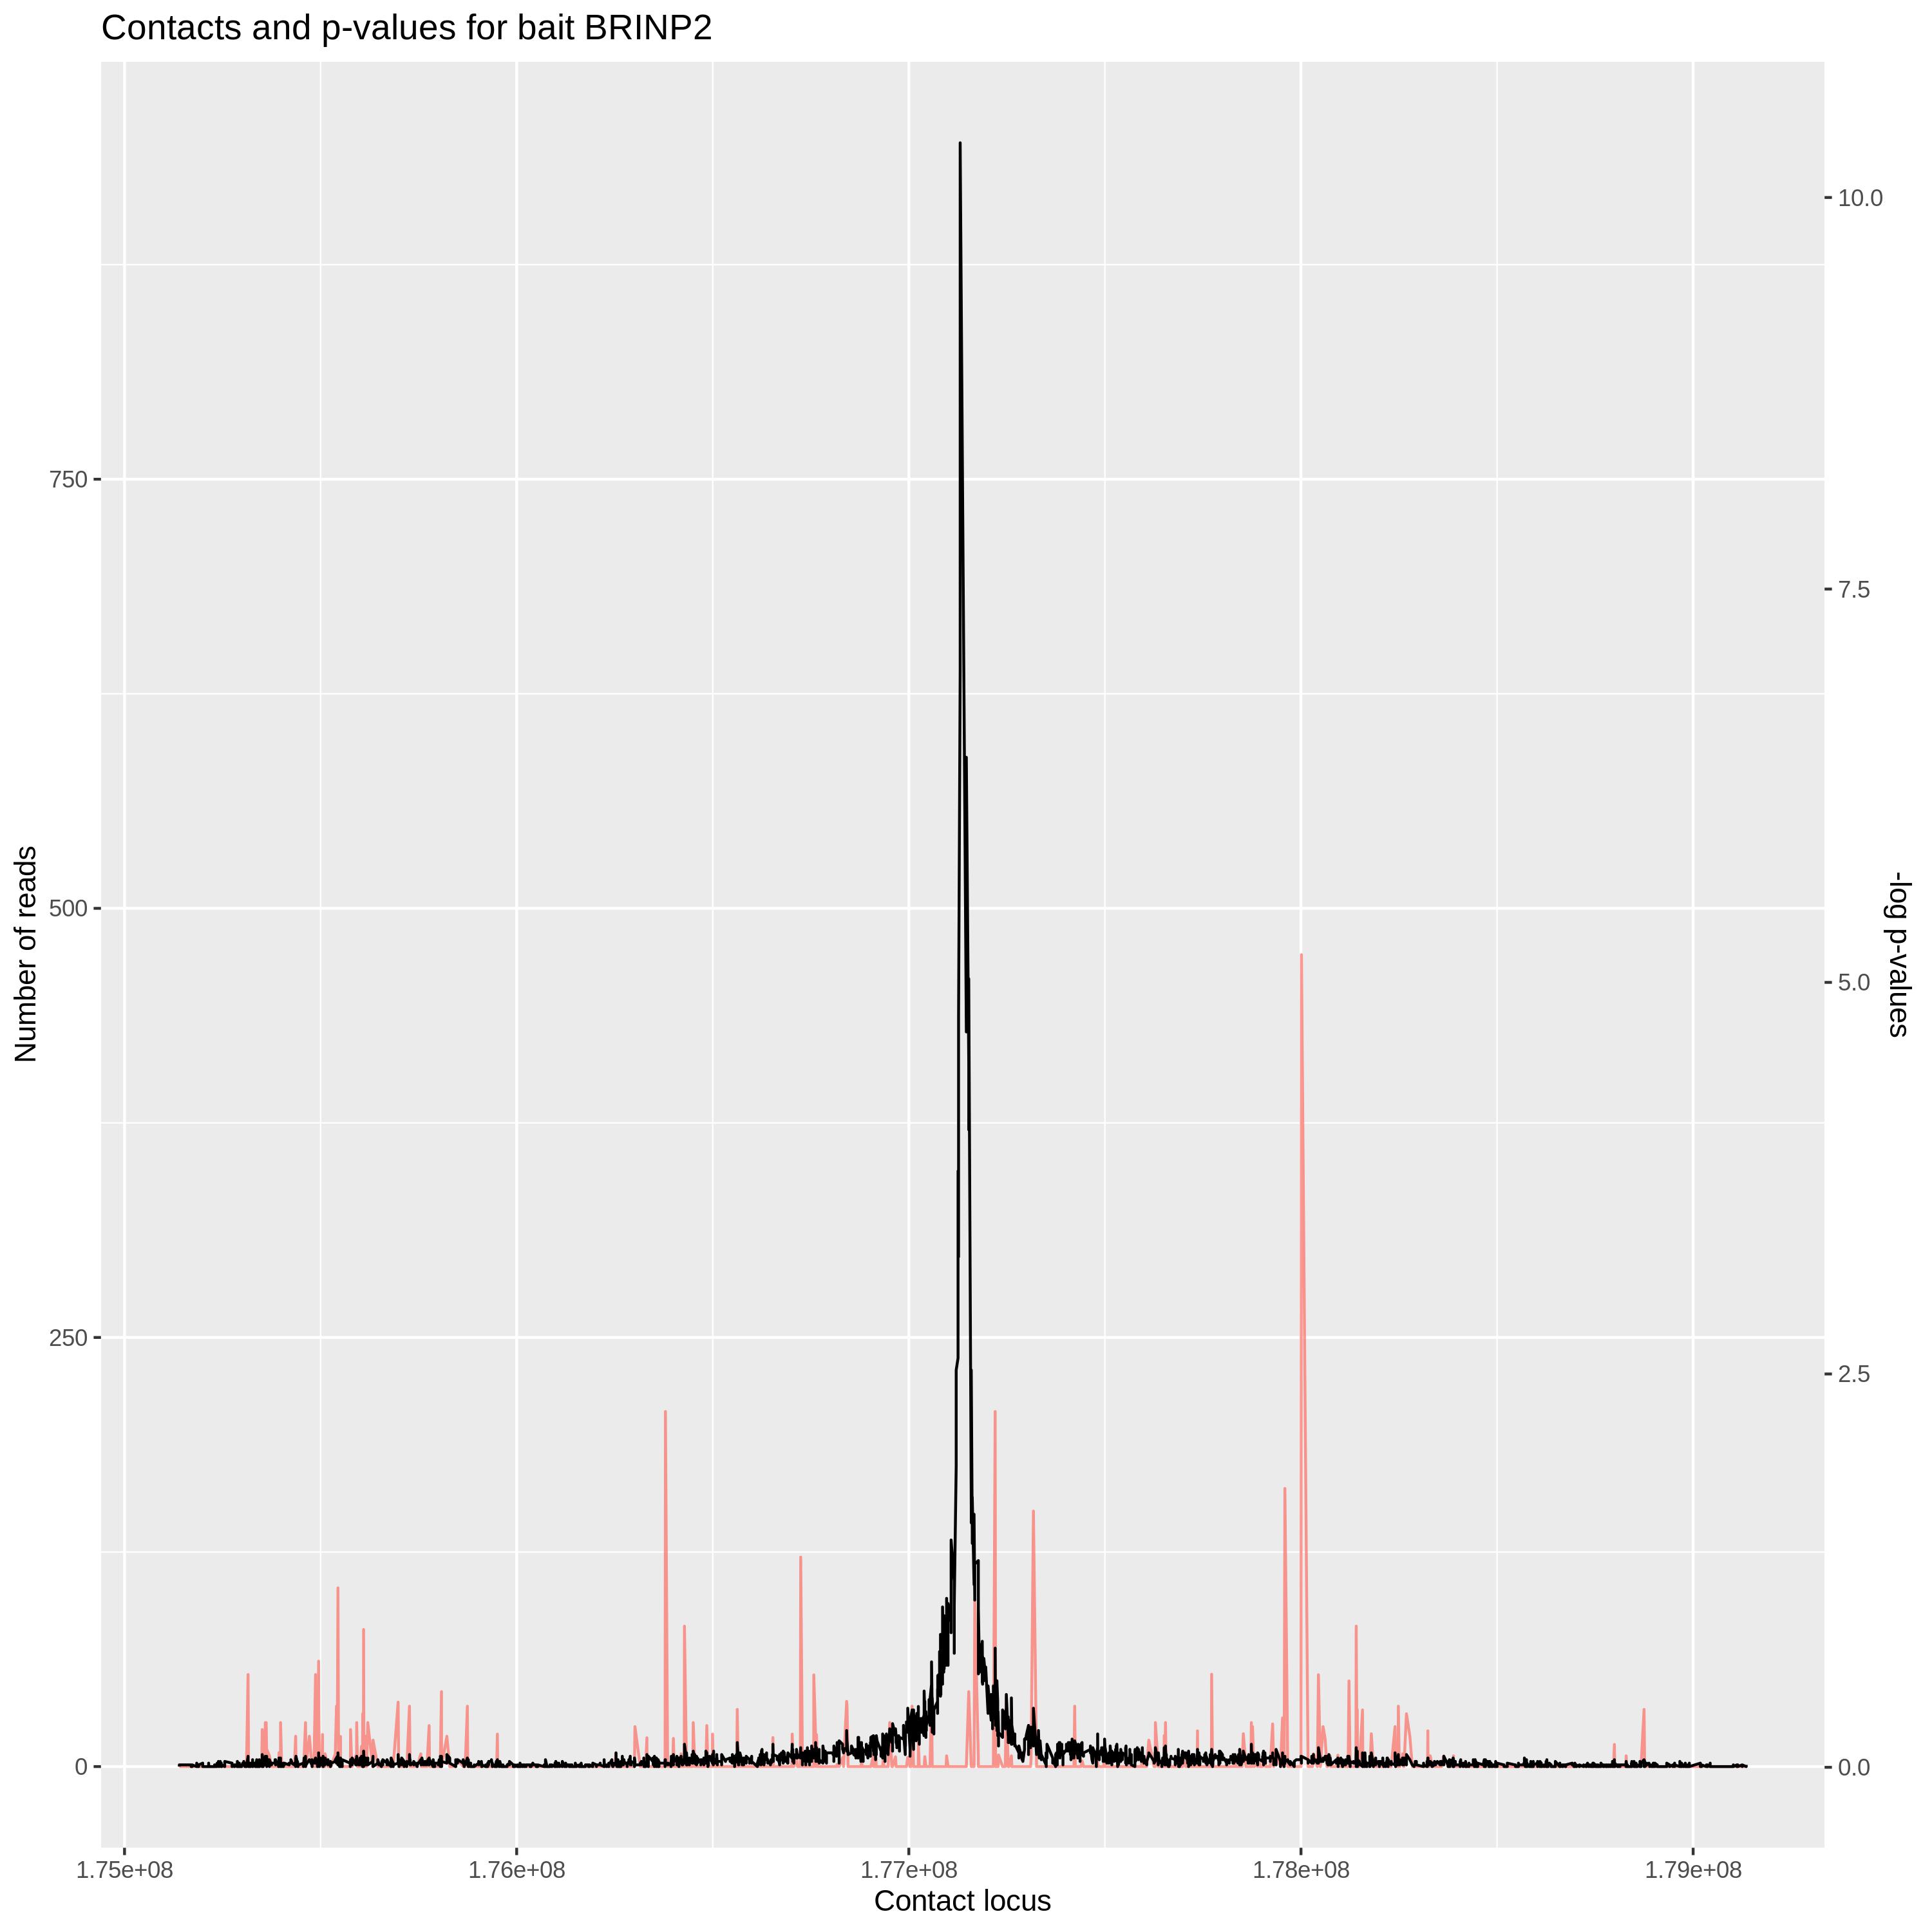 Contacts and p-values for bait BRINP2
Number of reads
750
500
250
0
10.0
7.5
5.0
2.5
0.0
-log p-values
1.75e+08
1.76e+08
1.77e+08
1.78e+08
1.79e+08
Contact locus